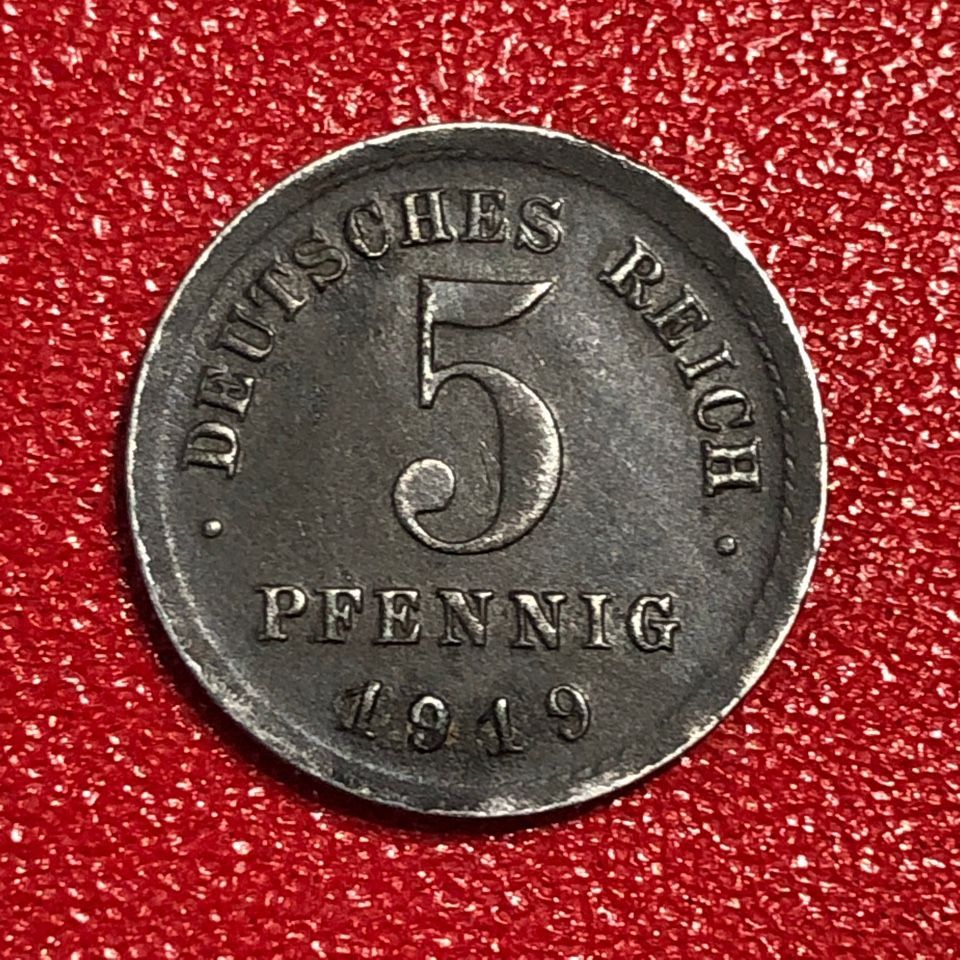 · DEUTSCHES REICH ·
5
PFENNIG
1919